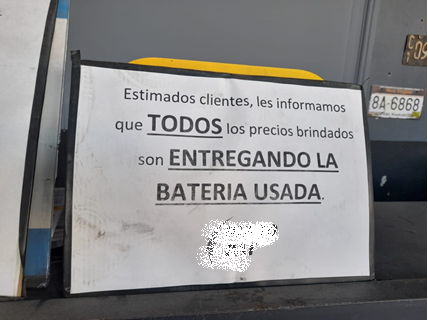 Estimados clientes, les informamos
que TODOS los precios brindados
son ENTREGANDO LA
BATERIA USADA.
8A-6868